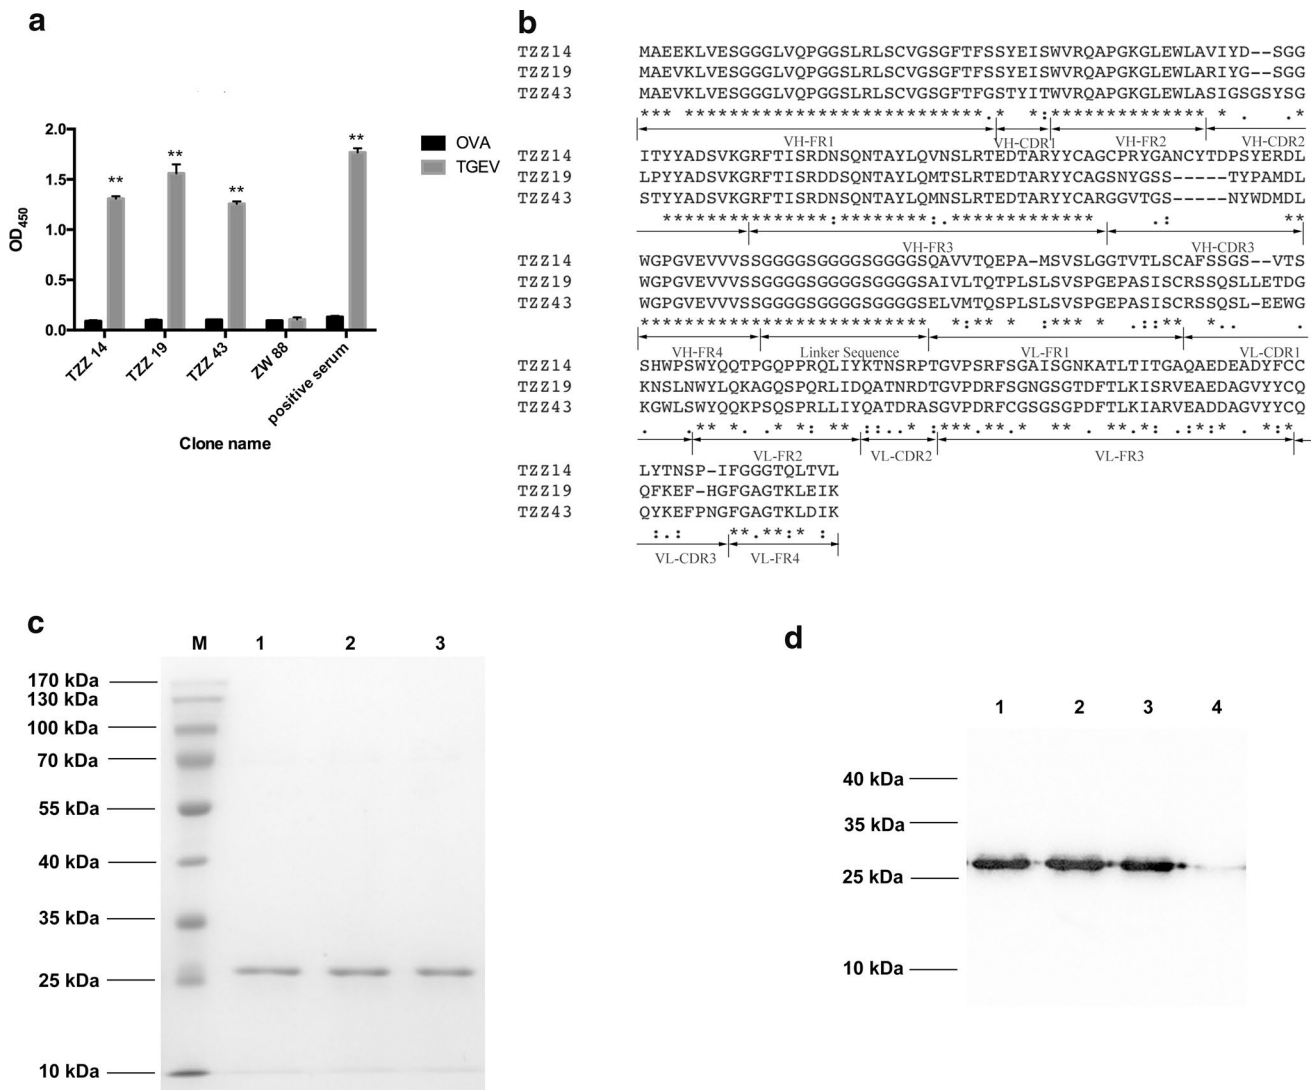 a
2.0
1.5
1.0
0.5
0.0
OD450
** ** ** **
OVA
TGEV
TZZ 14
TZZ 19
TZZ 43
ZW 88
positive serum
Clone name
b
TZZ14 MAEEKLVESGGGLVQPGGSLRLSCVGSGFTFSSYEISWVRQAPGKGLEWLAVIYD--SGG
TZZ19 MAEVKLVESGGGLVQPGGSLRLSCVGSGFTFSSYEISWVRQAPGKGLEWLARIYG--SGG
TZZ43 MAEVKLVESGGGLVQPGGSLRLSCVGSGFTFGSTYITWVRQAPGKGLEWLASIGSGSYSG
VH-FR1 VH-CDR1 VH-FR2 VH-CDR2
TZZ14 ITYYADSVKGRFTISRDNSQNTAYLQVNSLRTEDTARYYCAGCPRYGANCYTDPSYERDL
TZZ19 LPYYADSVKGRFTISRDDSQNTAYLQMTSLRTEDTARYYCAGSNYGSS-----TYPAMDL
TZZ43 STYYADSVKGRFTISRDNSQNTAYLQMNSLRTEDTARYYCARGGVTGS-----NYWDMDL
VH-FR3 VH-CDR3
TZZ14 WGPGVEVVVSSGGGGSGGGGSGGGGSQAVVTQEPA-MSVSLGGTVTLSCAFSSGS--VTS
TZZ19 WGPGVEVVVSSGGGGSGGGGSGGGGSAIVLTQTPLSLSVSPGEPASISCRSSQSLLETDG
TZZ43 WGPGVEVVVSSGGGGSGGGGSGGGGSELVMTQSPLSLSVSPGEPASISCRSSQSL-EEWG
VH-FR4 Linker Sequence VL-FR1 VL-CDR1
TZZ14 SHWPSWYQQTPGQPPRQLIYKTNSRPTGVPSRFSGAISGNKATLTITGAQAEDEADYFCC
TZZ19 KNSLNWYLQKAGQSPQRLIDQATNRDTGVPSRFSGNGSGTDFTLKISRVEAEDAGVYYCQ
TZZ43 KGWLSWYQQKPSQSPRLLIYQATDRASGVPDRFCGSGSGPDFTLKIARVEADDAGVYYCQ
VL-FR2 VL-CDR2 VL-FR3
TZZ14 LYTNSP-IFGGGTQLTVL
TZZ19 QFKEF-HGFGAGTKLEIK
TZZ43 QYKEFPNGFGAGTKLDIK
VL-CDR3 VL-FR4
c
M 1 2 3
170 kDa
130 kDa
100 kDa
70 kDa
55 kDa
40 kDa
35 kDa
25 kDa
10 kDa
d
1 2 3 4
40 kDa
35 kDa
25 kDa
10 kDa